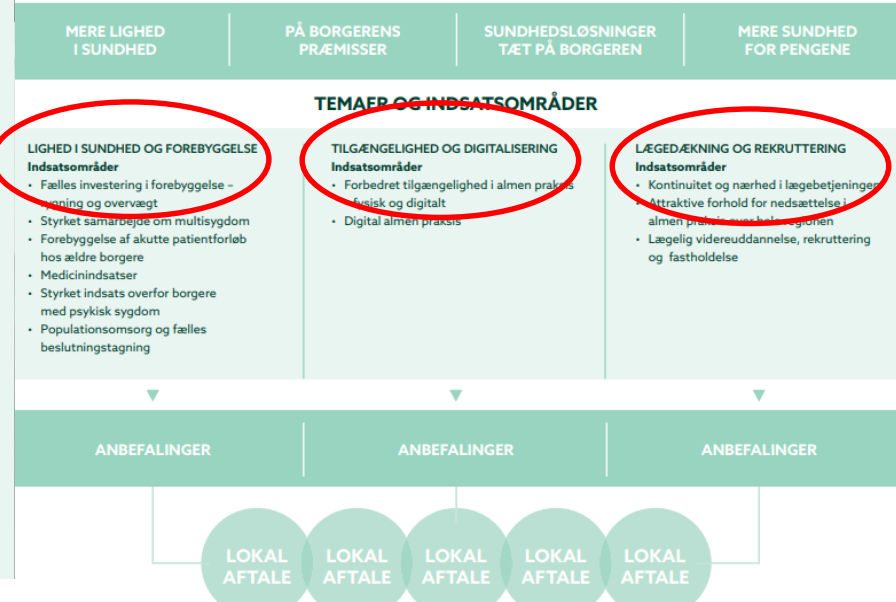 MERE LIGHED
I SUNDHED
PÅ BORGERENS
PRÆMISSER
SUNDHEDSLØSNINGER
TÆT PÅ BORGEREN
MERE SUNDHED
FOR PENGENE
TEMAER OG INDSATSOMRÅDER
LIGHED I SUNDHED OG FOREBYGGELSE
Indsatsområder
• Fælles investering i forebyggelse –
rygning og overvægt
• Styrket samarbejde om multisygdom
• Forebyggelse af akutte patientforløb
hos ældre borgere
• Medicinindsatser
• Styrket indsats overfor borgere
med psykisk sygdom
• Populationsomsorg og fælles
beslutningstagning
TILGÆNGELIGHED OG DIGITALISERING
Indsatsområder
• Forbedret tilgængelighed i almen praksis
fysisk og digitalt
• Digital almen praksis
LÆGEDÆKNING OG REKRUTTERING
Indsatsområder
• Kontinuitet og nærhed i lægebetjeningen
• Attraktive forhold for nedsættelse i
almen praksis over hele regionen
• Lægelig videreuddannelse, rekruttering
og fastholdelse
ANBEFALINGER
ANBEFALINGER
ANBEFALINGER
LOKAL
AFTALE
LOKAL
AFTALE
LOKAL
AFTALE
LOKAL
AFTALE
LOKAL
AFTALE